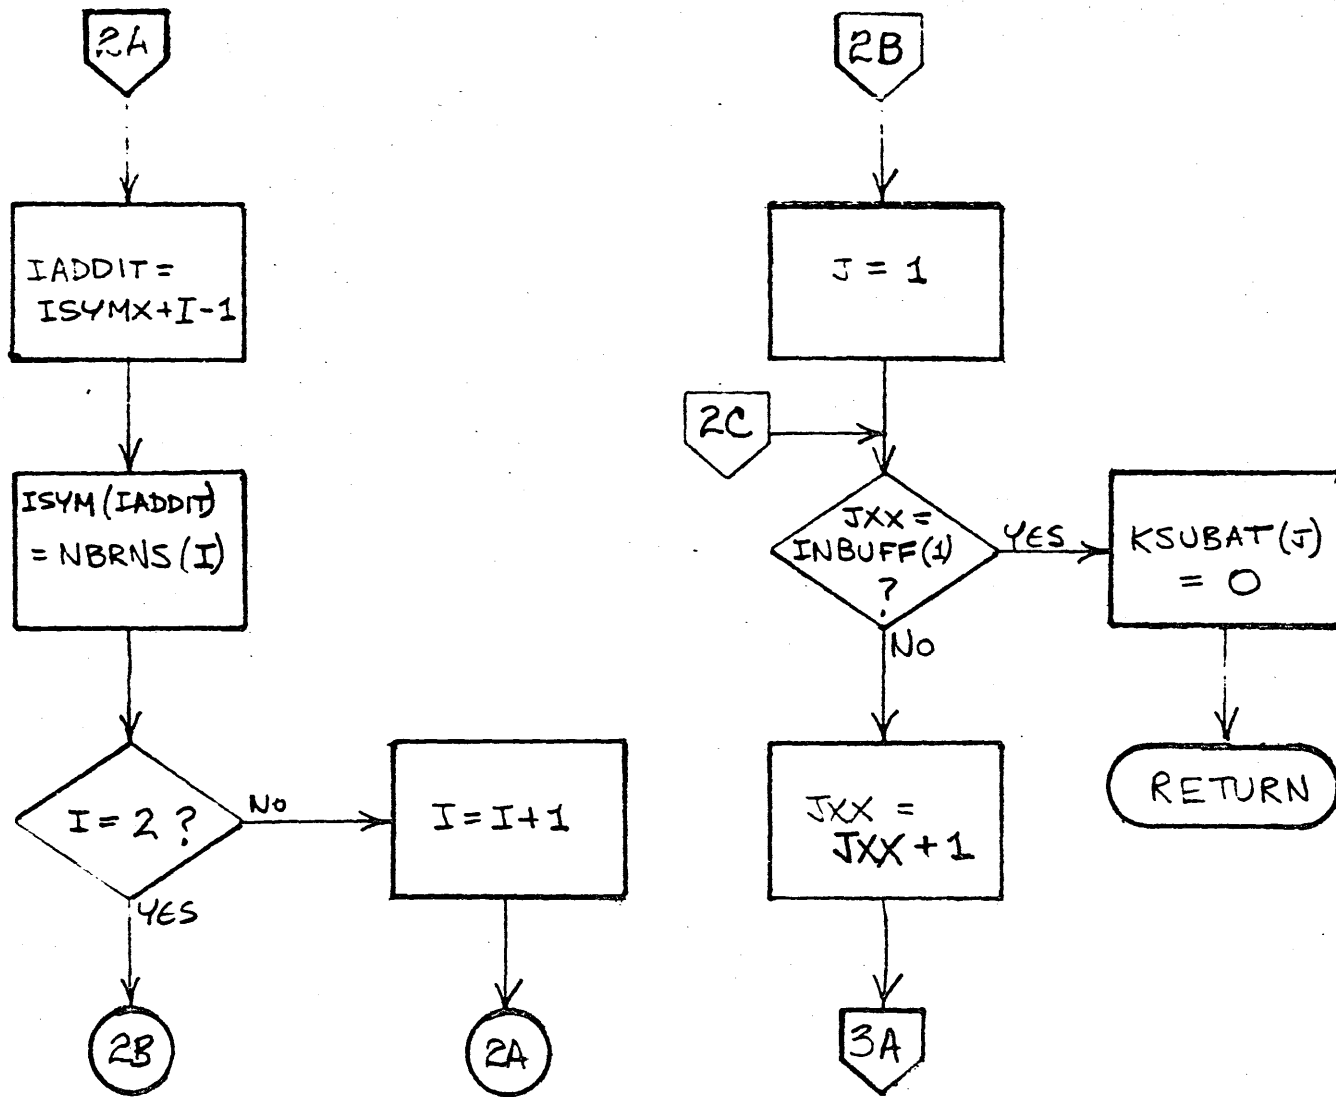 2A
IADDIT =
ISYMX+I-1
ISYM(IADDIT)
= NBRNS(I)
I = 2 ?
NO
YES
I = I+1
2B
2A
2B
J = 1
2C
JXX =
INBUFF(1)
?
YES
NO
KSUBAT(J)
= 0
RETURN
JXX =
JXX + 1
3A